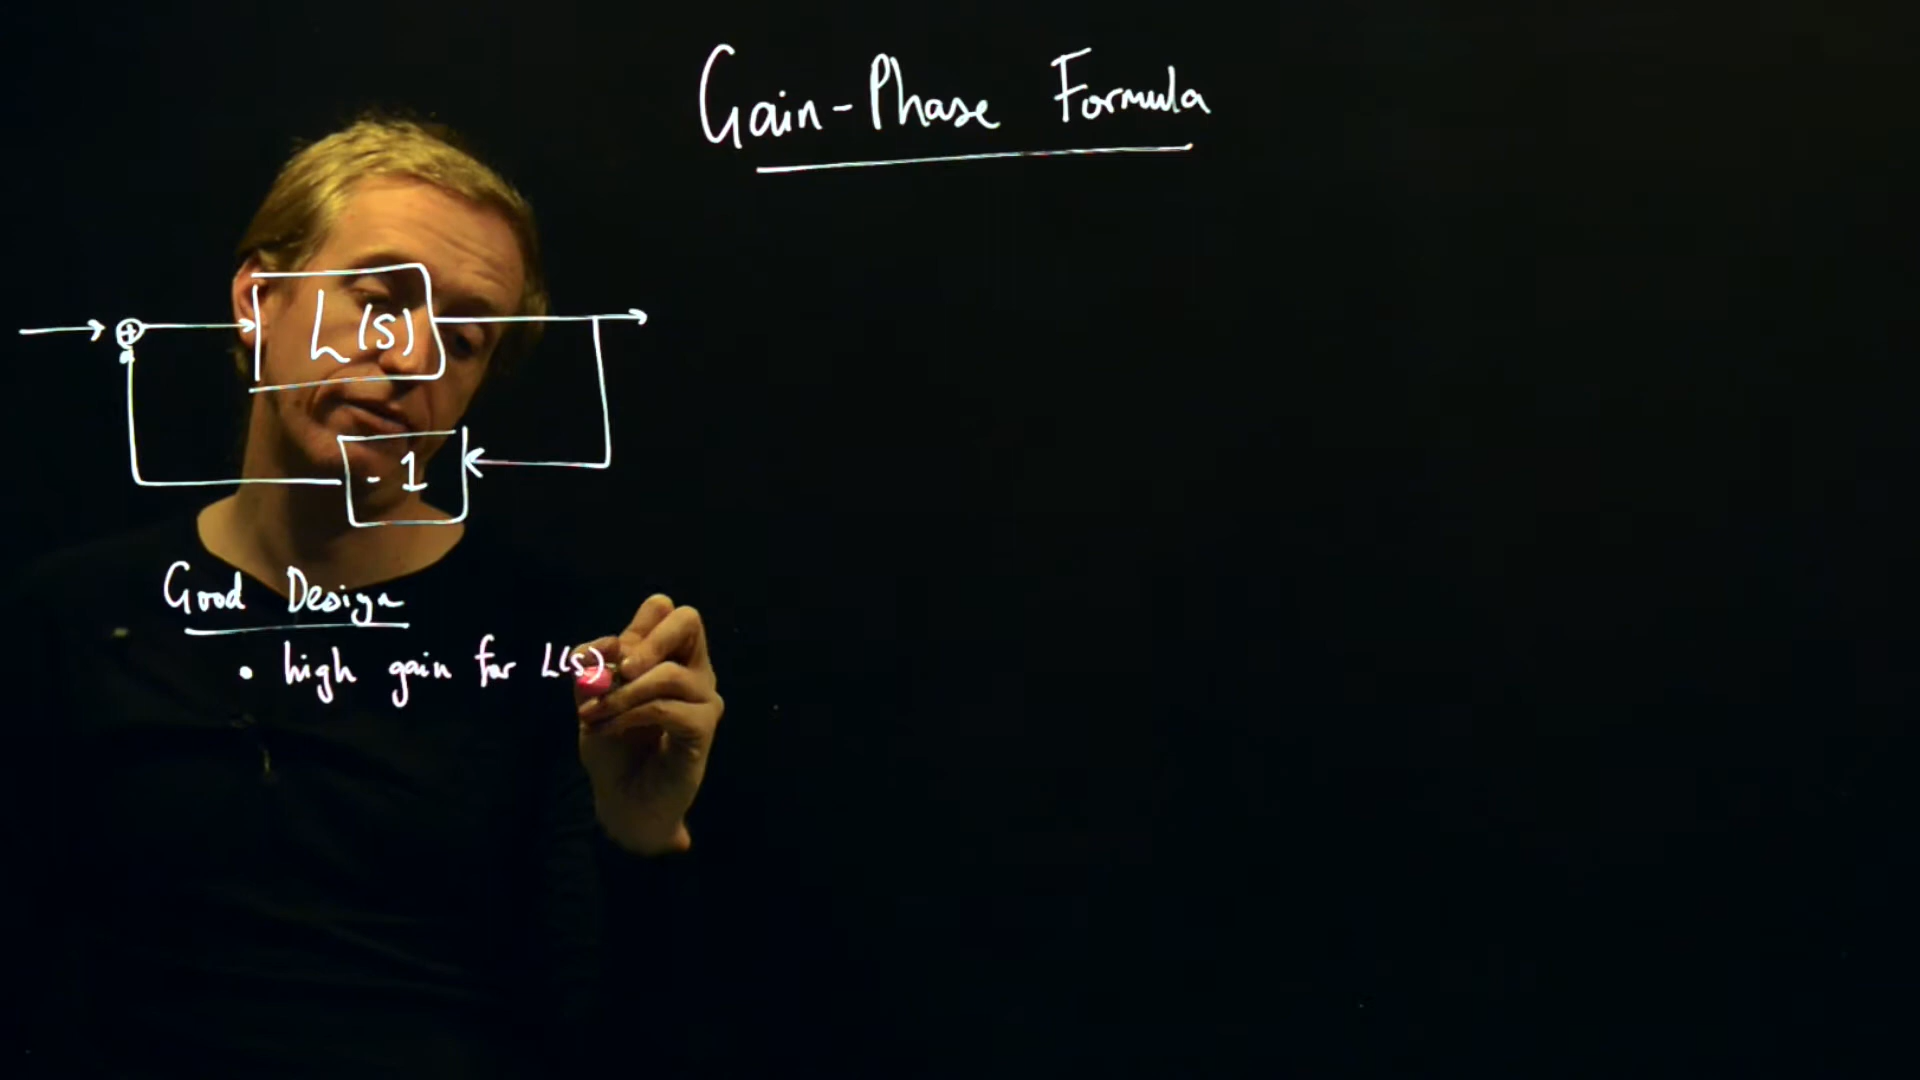 Gain-Phase Formula
+
L(s)
-1
Good Design
• high gain for L(s)